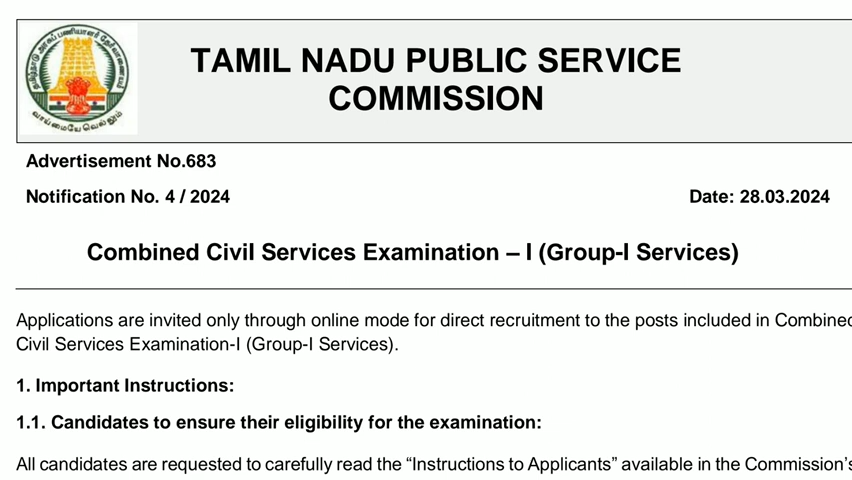 TAMIL NADU PUBLIC SERVICE
COMMISSION
வாய்மையே வெல்லும்
Advertisement No.683
Notification No. 4 / 2024 Date: 28.03.2024
Combined Civil Services Examination – I (Group-I Services)
Applications are invited only through online mode for direct recruitment to the posts included in Combined
Civil Services Examination-I (Group-I Services).
1. Important Instructions:
1.1. Candidates to ensure their eligibility for the examination:
All candidates are requested to carefully read the “Instructions to Applicants” available in the Commission’s